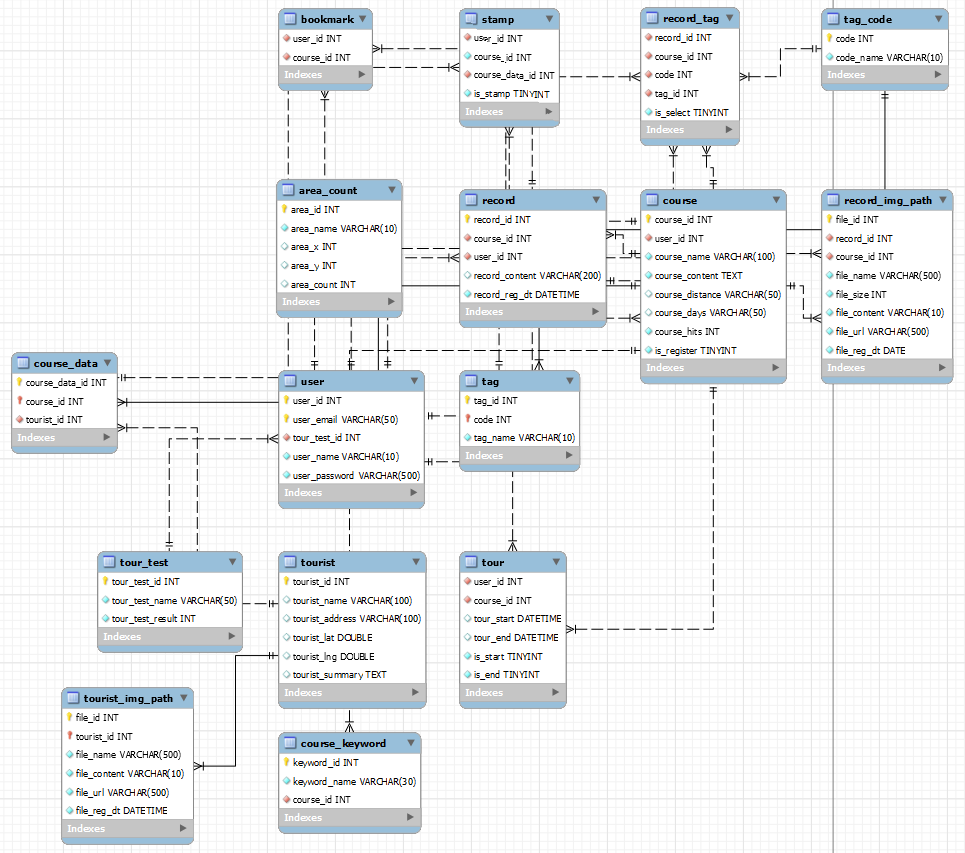 bookmark
user_id INT
course_id INT
Indexes
stamp
user_id INT
course_id INT
course_data_id INT
is_stamp TINYINT
Indexes
record_tag
record_id INT
course_id INT
code INT
tag_id INT
is_select TINYINT
Indexes
tag_code
code INT
code_name VARCHAR(10)
Indexes
area_count
area_id INT
area_name VARCHAR(10)
area_x INT
area_y INT
area_count INT
Indexes
record
record_id INT
course_id INT
user_id INT
record_content VARCHAR(200)
record_reg_dt DATETIME
Indexes
course
course_id INT
user_id INT
course_name VARCHAR(100)
course_content TEXT
course_distance VARCHAR(50)
course_days VARCHAR(50)
course_hits INT
is_register TINYINT
Indexes
record_img_path
file_id INT
record_id INT
course_id INT
file_name VARCHAR(500)
file_size INT
file_content VARCHAR(10)
file_url VARCHAR(500)
file_reg_dt DATE
Indexes
course_data
course_data_id INT
course_id INT
tourist_id INT
Indexes
user
user_id INT
user_email VARCHAR(50)
tour_test_id INT
user_name VARCHAR(10)
user_password VARCHAR(500)
Indexes
tag
tag_id INT
code INT
tag_name VARCHAR(10)
Indexes
tour_test
tour_test_id INT
tour_test_name VARCHAR(50)
tour_test_result INT
Indexes
tourist
tourist_id INT
tourist_name VARCHAR(100)
tourist_address VARCHAR(100)
tourist_lat DOUBLE
tourist_lng DOUBLE
tourist_summary TEXT
Indexes
tour
user_id INT
course_id INT
tour_start DATETIME
tour_end DATETIME
is_start TINYINT
is_end TINYINT
Indexes
tourist_img_path
file_id INT
tourist_id INT
file_name VARCHAR(500)
file_content VARCHAR(10)
file_url VARCHAR(500)
file_reg_dt DATETIME
Indexes
course_keyword
keyword_id INT
keyword_name VARCHAR(30)
course_id INT
Indexes